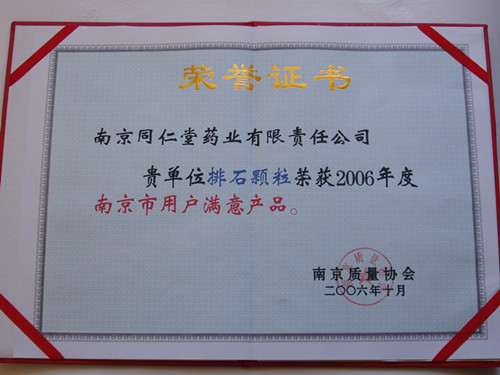 荣誉证书
南京同仁堂药业有限责任公司
贵单位排石颗粒荣获2006年度
南京市用户满意产品。
南京质量协会
二〇〇六年十月